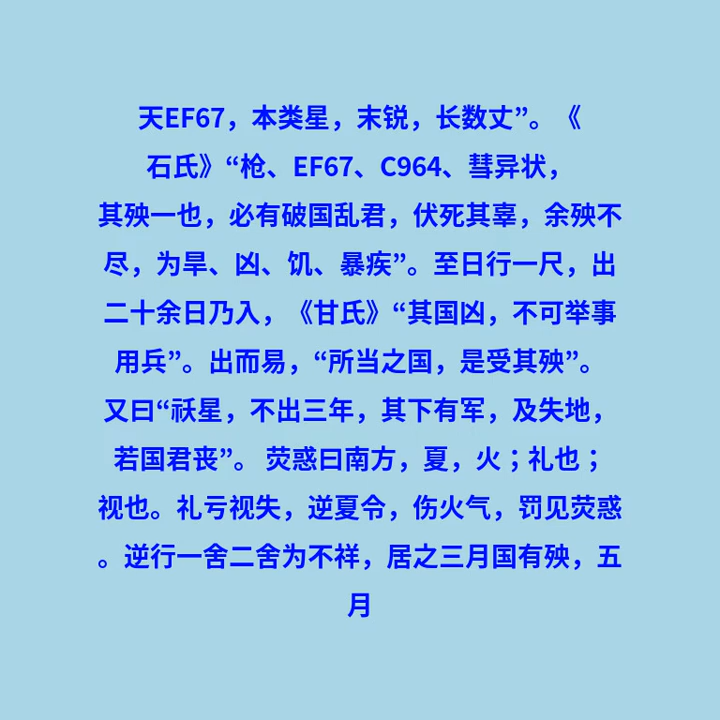 天EF67，本类星，末锐，长数丈”。《
石氏》“枪、EF67、C964、彗异状，
其殃一也，必有破国乱君，伏死其辜，余殃不
尽，为旱、凶、饥、暴疾”。至日行一尺，出
二十余日乃入，《甘氏》“其国凶，不可举事
用兵”。出而易，“所当之国，是受其殃”。
又曰“祅星，不出三年，其下有军，及失地，
若国君丧”。 荧惑曰南方，夏，火；礼也；
视也。礼亏视失，逆夏令，伤火气，罚见荧惑
。逆行一舍二舍为不祥，居之三月国有殃，五
月